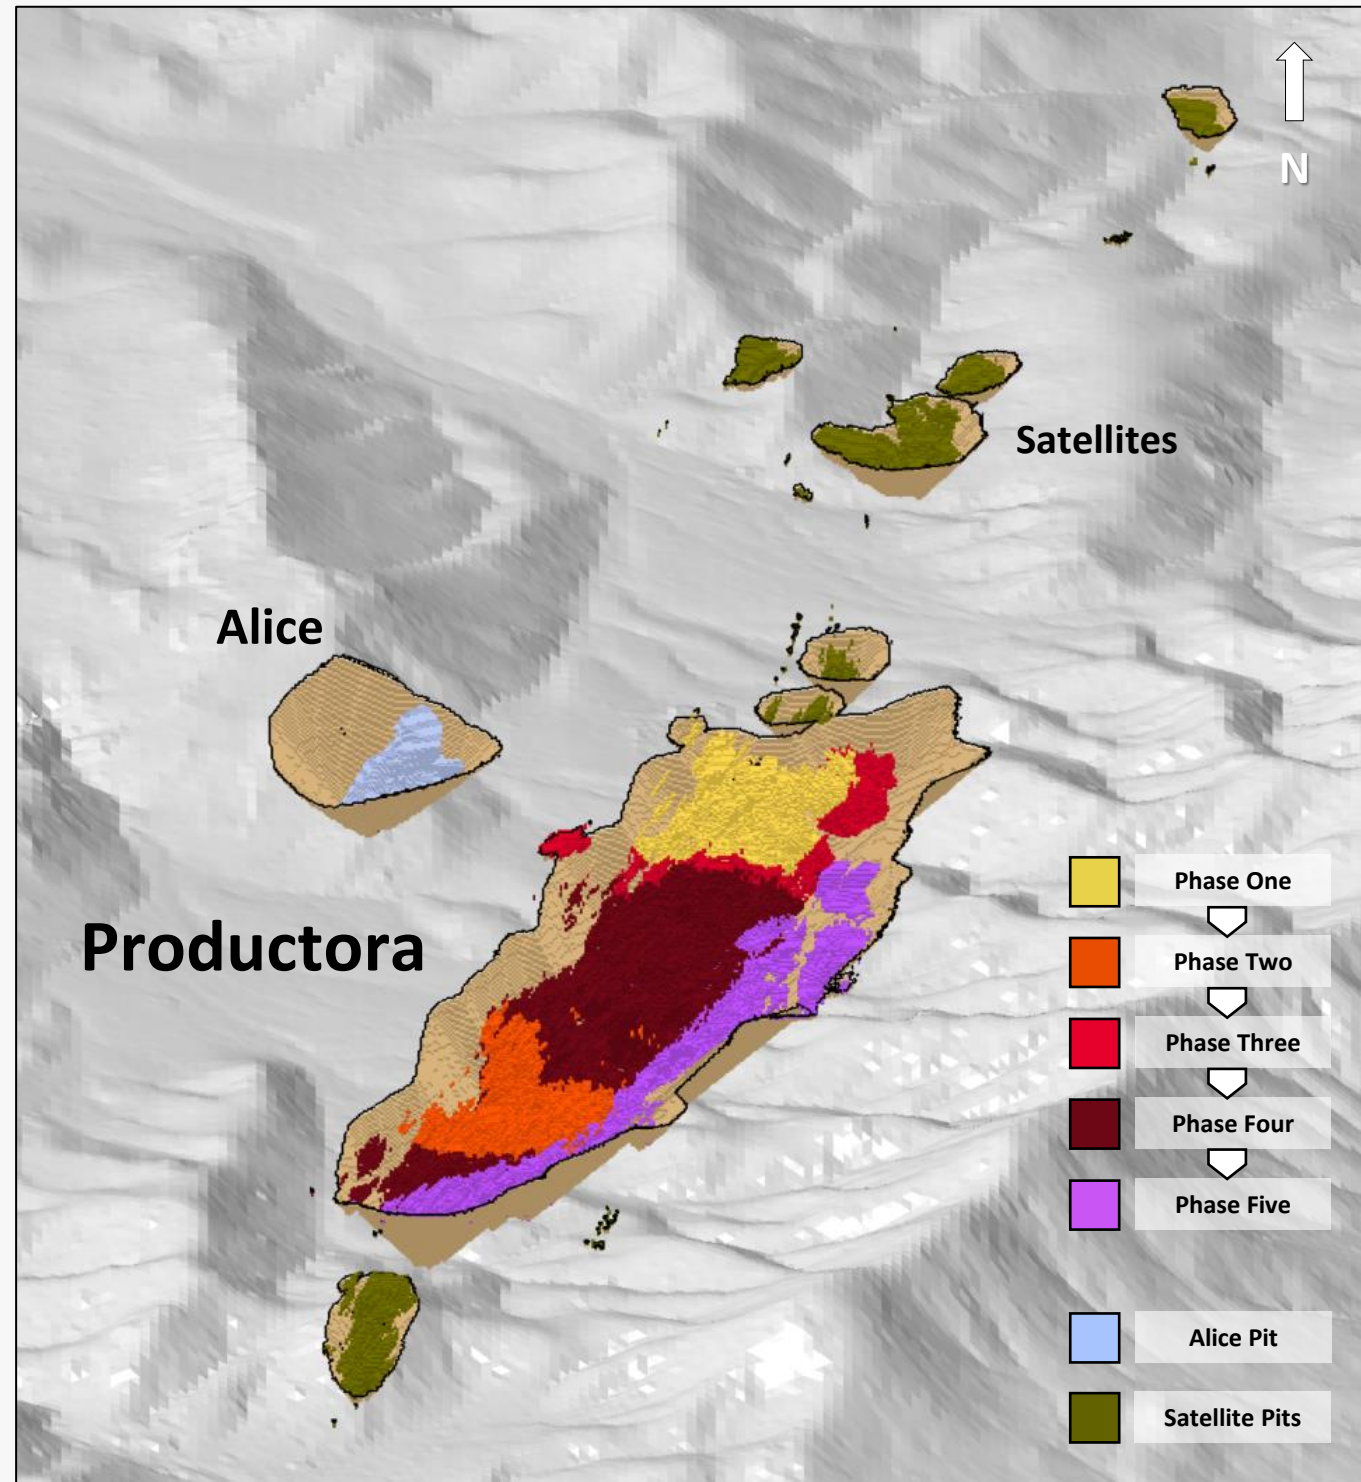 N
Satellites
Alice
Productora
Phase One
Phase Two
Phase Three
Phase Four
Phase Five
Alice Pit
Satellite Pits